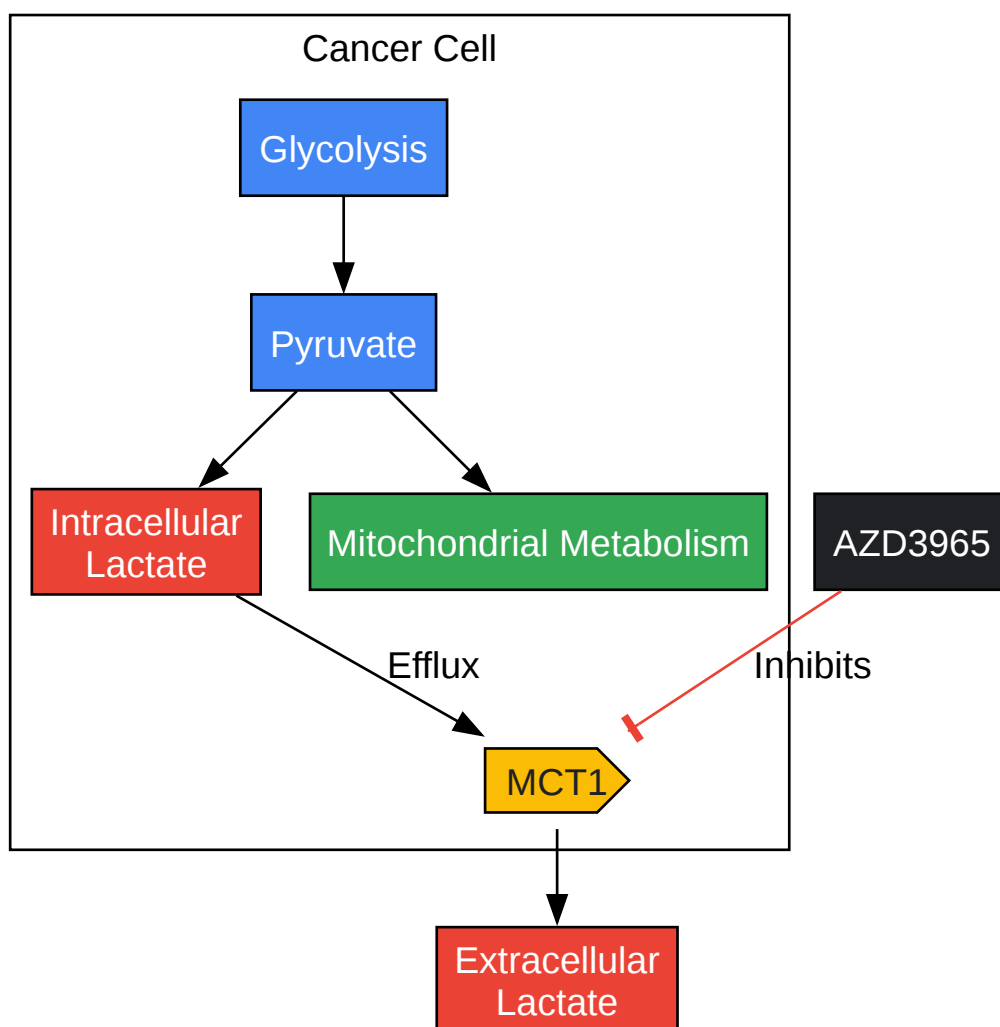 Cancer Cell
Glycolysis
Pyruvate
Intracellular
Lactate
Mitochondrial Metabolism
AZD3965
Efflux
Inhibits
MCT1
Extracellular
Lactate